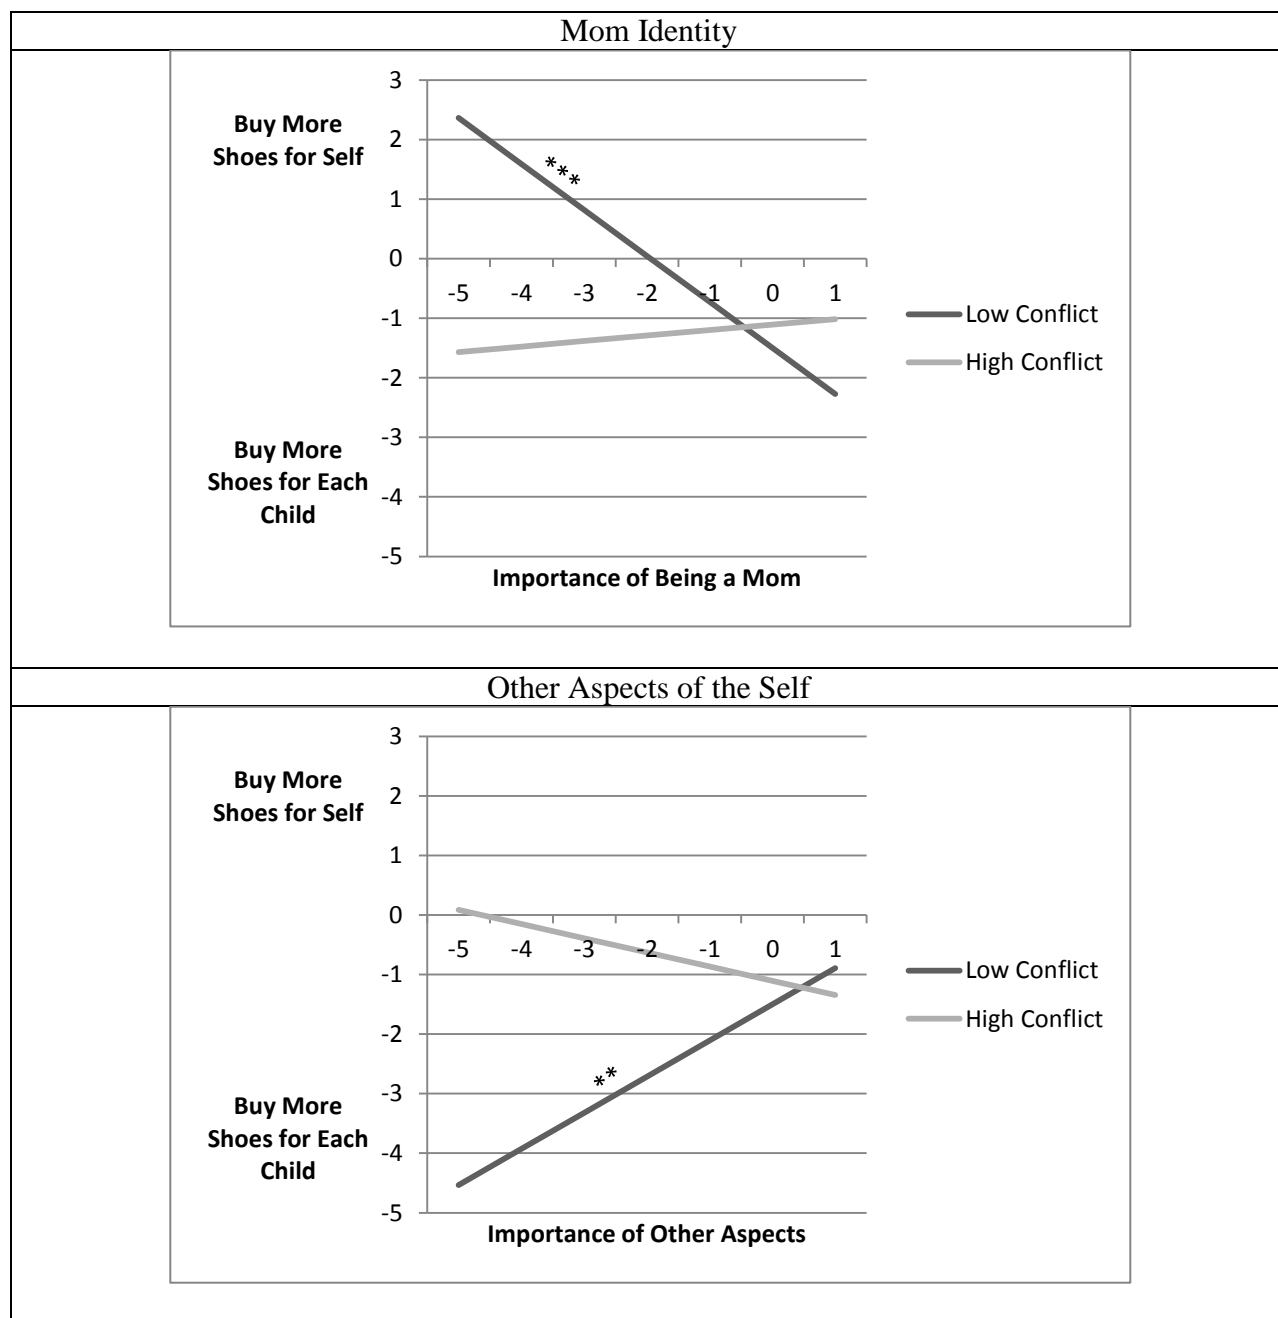 Mom Identity
3
Buy More
Shoes for Self
2
***
1
0
-5 -4 -3 -2 -1 0 1
-1
Low Conflict
High Conflict
-2
-3
Buy More
Shoes for Each
Child
-4
-5
Importance of Being a Mom
Other Aspects of the Self
3
Buy More
Shoes for Self
2
1
0
-5 -4 -3 -2 -1 0 1
-1
Low Conflict
High Conflict
-2
**
-3
Buy More
Shoes for Each
Child
-4
-5
Importance of Other Aspects